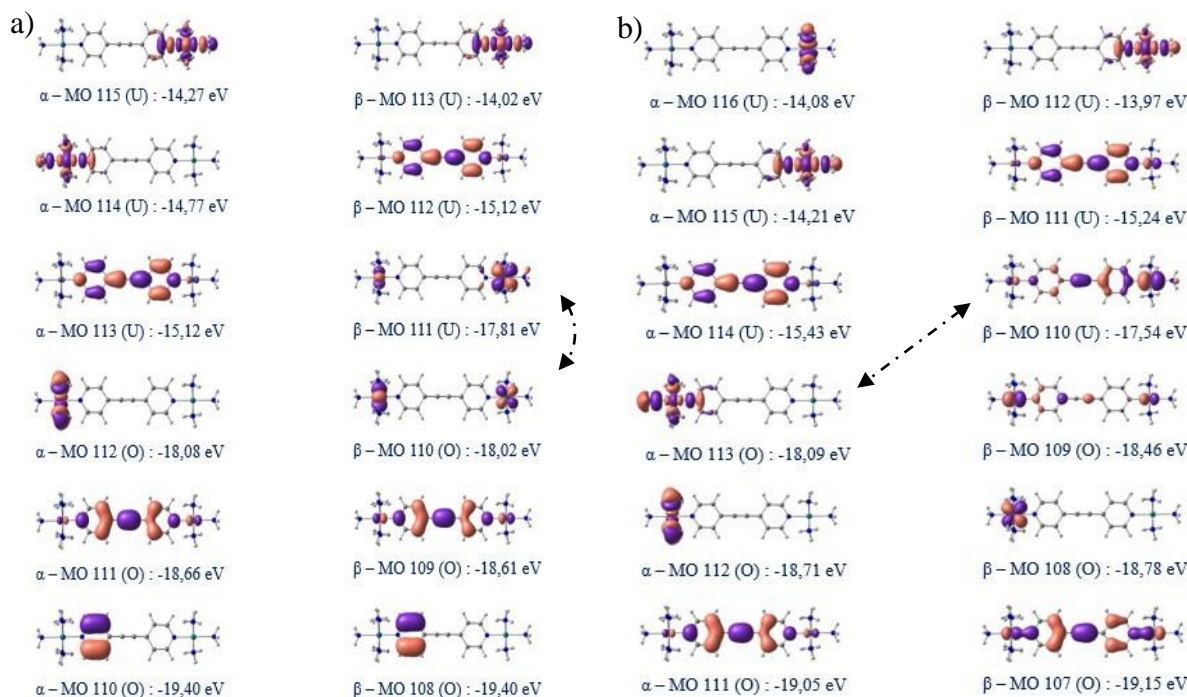 a)
α – MO 115 (U) : -14,27 eV
β – MO 113 (U) : -14,02 eV
α – MO 114 (U) : -14,77 eV
β – MO 112 (U) : -15,12 eV
α – MO 113 (U) : -15,12 eV
β – MO 111 (U) : -17,81 eV
α – MO 112 (O) : -18,08 eV
β – MO 110 (O) : -18,02 eV
α – MO 111 (O) : -18,66 eV
β – MO 109 (O) : -18,61 eV
α – MO 110 (O) : -19,40 eV
β – MO 108 (O) : -19,40 eV
b)
α – MO 116 (U) : -14,08 eV
β – MO 112 (U) : -13,97 eV
α – MO 115 (U) : -14,21 eV
β – MO 111 (U) : -15,24 eV
α – MO 114 (U) : -15,43 eV
β – MO 110 (U) : -17,54 eV
α – MO 113 (O) : -18,09 eV
β – MO 109 (O) : -18,46 eV
α – MO 112 (O) : -18,71 eV
β – MO 108 (O) : -18,78 eV
α – MO 111 (O) : -19,05 eV
β – MO 107 (O) : -19,15 eV